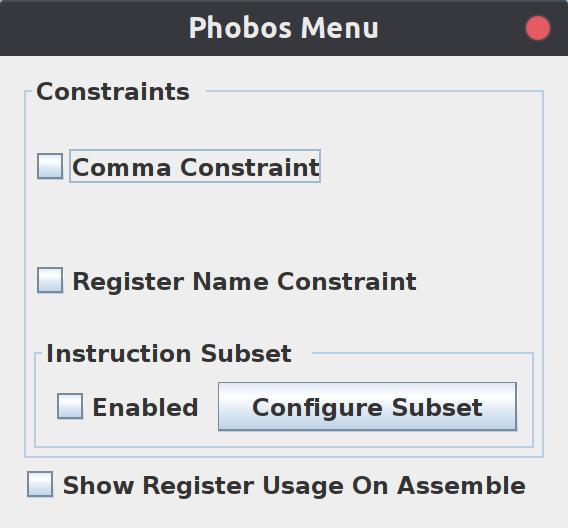 Phobos Menu
Constraints
Comma Constraint
Register Name Constraint
Instruction Subset
Enabled Configure Subset
Show Register Usage On Assemble